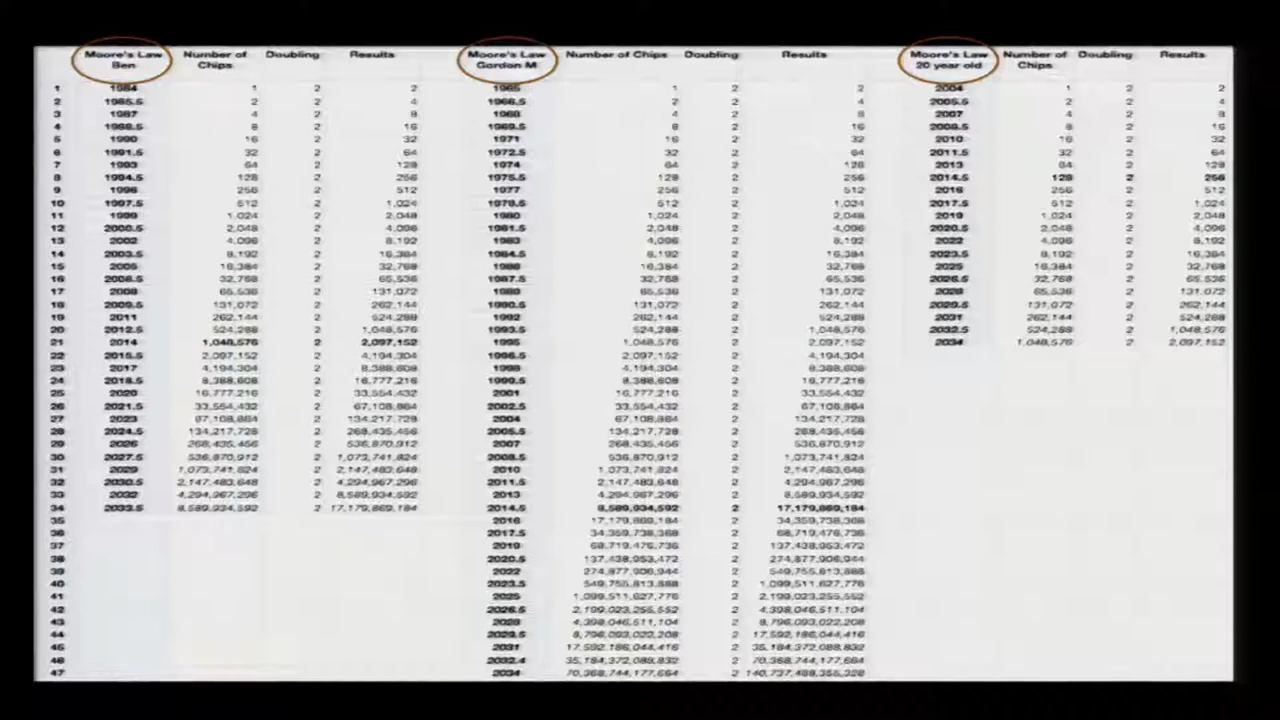 Moore's Law Number of Doubling Results Moore's Law Number of Chips Doubling Results Moore's Law Number of Doubling Results
Ben Chips Gordon M 20 year old Chips
1 1984 1 2 2 1965 1 2 2 2004 1 2 2
2 1985.5 2 2 4 1966.5 2 2 4 2005.5 2 2 4
3 1987 4 2 8 1968 4 2 8 2007 4 2 8
4 1988.5 8 2 16 1969.5 8 2 16 2008.5 8 2 16
5 1990 16 2 32 1971 16 2 32 2010 16 2 32
6 1991.5 32 2 64 1972.5 32 2 64 2011.5 32 2 64
7 1993 64 2 128 1974 64 2 128 2013 64 2 128
8 1994.5 128 2 256 1975.5 128 2 256 2014.5 128 2 256
9 1996 256 2 512 1977 256 2 512 2016 256 2 512
10 1997.5 512 2 1,024 1978.5 512 2 1,024 2017.5 512 2 1,024
11 1999 1,024 2 2,048 1980 1,024 2 2,048 2019 1,024 2 2,048
12 2000.5 2,048 2 4,096 1981.5 2,048 2 4,096 2020.5 2,048 2 4,096
13 2002 4,096 2 8,192 1983 4,096 2 8,192 2022 4,096 2 8,192
14 2003.5 8,192 2 16,384 1984.5 8,192 2 16,384 2023.5 8,192 2 16,384
15 2005 16,384 2 32,768 1986 16,384 2 32,768 2025 16,384 2 32,768
16 2006.5 32,768 2 65,536 1987.5 32,768 2 65,536 2026.5 32,768 2 65,536
17 2008 65,536 2 131,072 1989 65,536 2 131,072 2028 65,536 2 131,072
18 2009.5 131,072 2 262,144 1990.5 131,072 2 262,144 2029.5 131,072 2 262,144
19 2011 262,144 2 524,288 1992 262,144 2 524,288 2031 262,144 2 524,288
20 2012.5 524,288 2 1,048,576 1993.5 524,288 2 1,048,576 2032.5 524,288 2 1,048,576
21 2014 1,048,576 2 2,097,152 1995 1,048,576 2 2,097,152 2034 1,048,576 2 2,097,152
22 2015.5 2,097,152 2 4,194,304 1996.5 2,097,152 2 4,194,304
23 2017 4,194,304 2 8,388,608 1998 4,194,304 2 8,388,608
24 2018.5 8,388,608 2 16,777,216 1999.5 8,388,608 2 16,777,216
25 2020 16,777,216 2 33,554,432 2001 16,777,216 2 33,554,432
26 2021.5 33,554,432 2 67,108,864 2002.5 33,554,432 2 67,108,864
27 2023 67,108,864 2 134,217,728 2004 67,108,864 2 134,217,728
28 2024.5 134,217,728 2 268,435,456 2005.5 134,217,728 2 268,435,456
29 2026 268,435,456 2 536,870,912 2007 268,435,456 2 536,870,912
30 2027.5 536,870,912 2 1,073,741,824 2008.5 536,870,912 2 1,073,741,824
31 2029 1,073,741,824 2 2,147,483,648 2010 1,073,741,824 2 2,147,483,648
32 2030.5 2,147,483,648 2 4,294,967,296 2011.5 2,147,483,648 2 4,294,967,296
33 2032 4,294,967,296 2 8,589,934,592 2013 4,294,967,296 2 8,589,934,592
34 2033.5 8,589,934,592 2 17,179,869,184 2014.5 8,589,934,592 2 17,179,869,184
35 2016 17,179,869,184 2 34,359,738,368
36 2017.5 34,359,738,368 2 68,719,476,736
37 2019 68,719,476,736 2 137,438,953,472
38 2020.5 137,438,953,472 2 274,877,906,944
39 2022 274,877,906,944 2 549,755,813,888
40 2023.5 549,755,813,888 2 1,099,511,627,776
41 2025 1,099,511,627,776 2 2,199,023,255,552
42 2026.5 2,199,023,255,552 2 4,398,046,511,104
43 2028 4,398,046,511,104 2 8,796,093,022,208
44 2029.5 8,796,093,022,208 2 17,592,186,044,416
45 2031 17,592,186,044,416 2 35,184,372,088,832
46 2032.4 35,184,372,088,832 2 70,368,744,177,664
47 2034 70,368,744,177,664 2 140,737,488,355,328